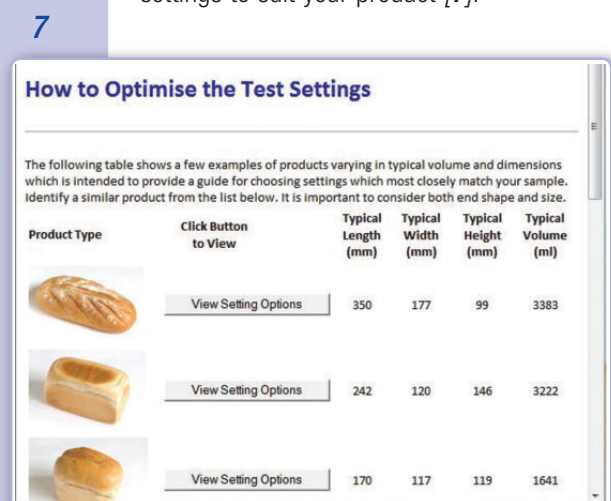 settings to suit your product [7].
7
How to Optimise the Test Settings
The following table shows a few examples of products varying in typical volume and dimensions
which is intended to provide a guide for choosing settings which most closely match your sample.
Identify a similar product from the list below. It is important to consider both end shape and size.
Product Type Click Button to View Typical Length (mm) Typical Width (mm) Typical Height (mm) Typical Volume (ml)
View Setting Options 350 177 99 3383
View Setting Options 242 120 146 3222
View Setting Options 170 117 119 1641